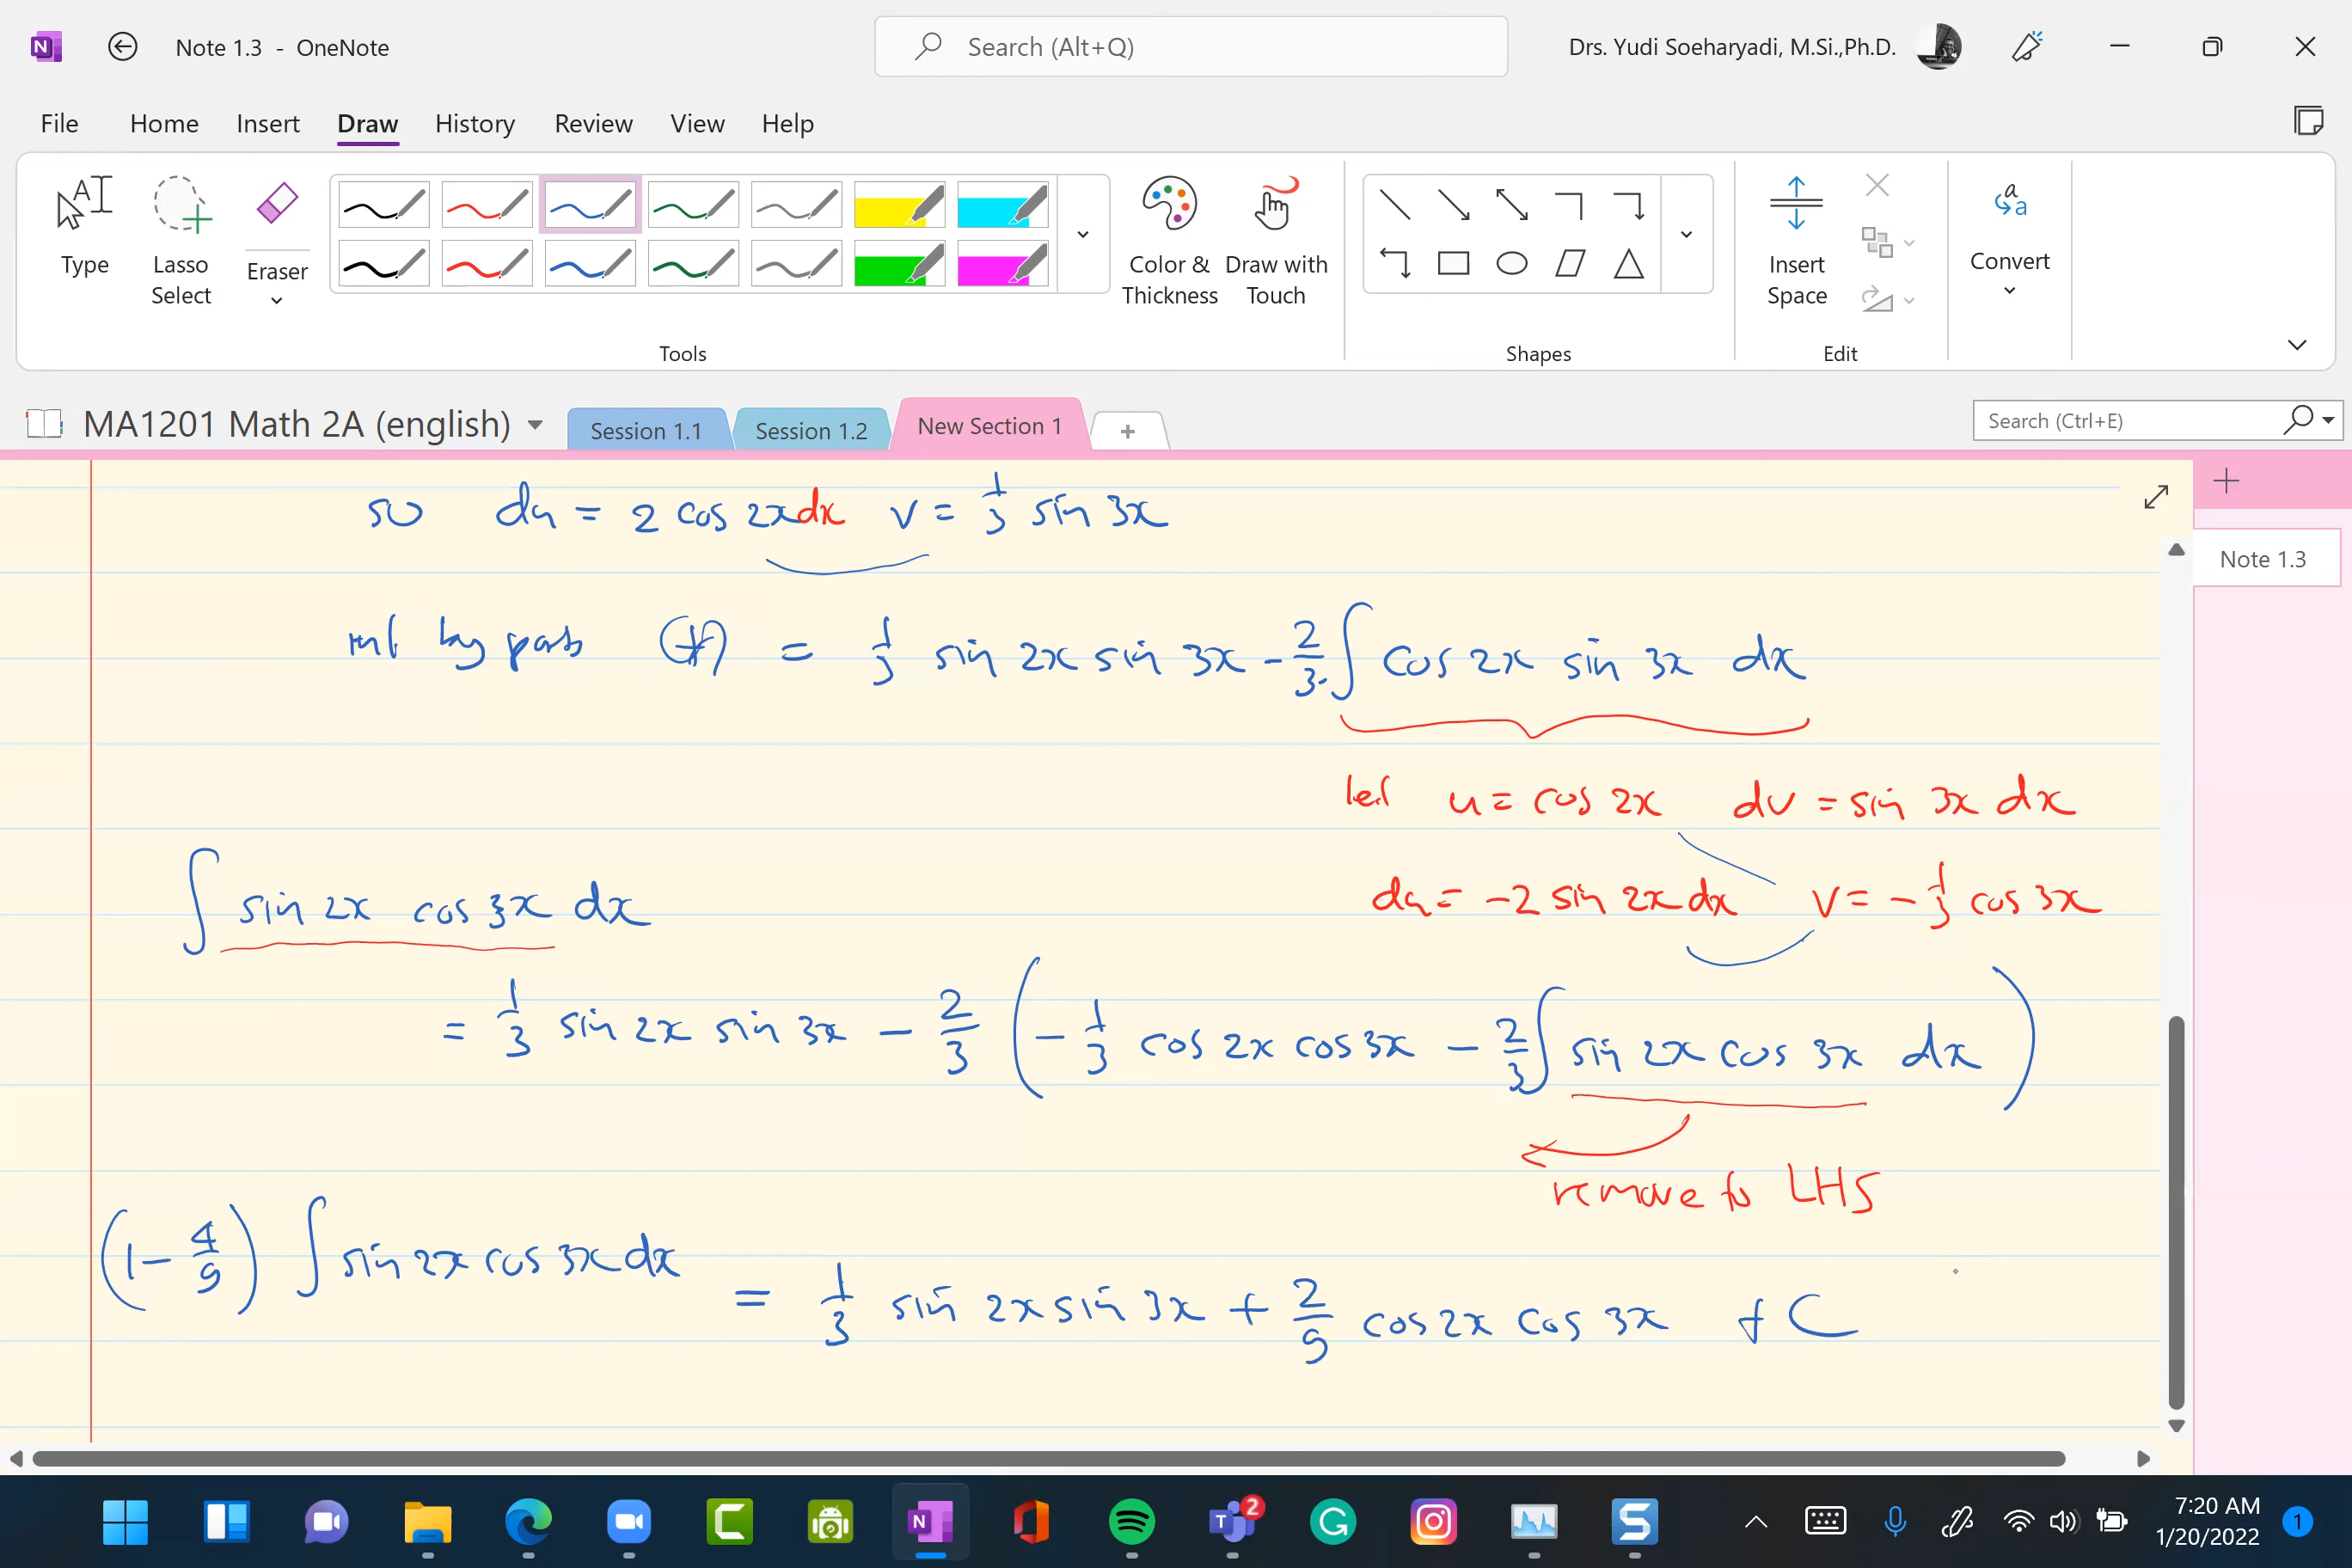 Note 1.3 - OneNote
Search (Alt+Q)
Drs. Yudi Soeharyadi, M.Si.,Ph.D.
File Home Insert Draw History Review View Help
Type
Lasso Select
Eraser
Color & Thickness
Draw with Touch
Insert Space
Convert
Tools Shapes Edit
MA1201 Math 2A (english)
Session 1.1
Session 1.2
New Section 1
+
Search (Ctrl+E)
Note 1.3
so du = 2 cos 2x dx v = 1/3 sin 3x
int by parts (*) = 1/3 sin 2x sin 3x - 2/3 ∫ cos 2x sin 3x dx
let u = cos 2x dv = sin 3x dx
du = -2 sin 2x dx v = - 1/3 cos 3x
∫ sin 2x cos 3x dx
= 1/3 sin 2x sin 3x - 2/3 ( - 1/3 cos 2x cos 3x - 2/3 ∫ sin 2x cos 3x dx )
remove to LHS
(1 - 4/9) ∫ sin 2x cos 3x dx = 1/3 sin 2x sin 3x + 2/9 cos 2x cos 3x + C
2
7:20 AM
1/20/2022
1